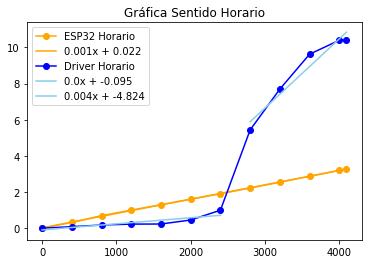 Gráfica Sentido Horario
ESP32 Horario
0.001x + 0.022
Driver Horario
0.0x + -0.095
0.004x + -4.824
10
8
6
4
2
0
0 1000 2000 3000 4000